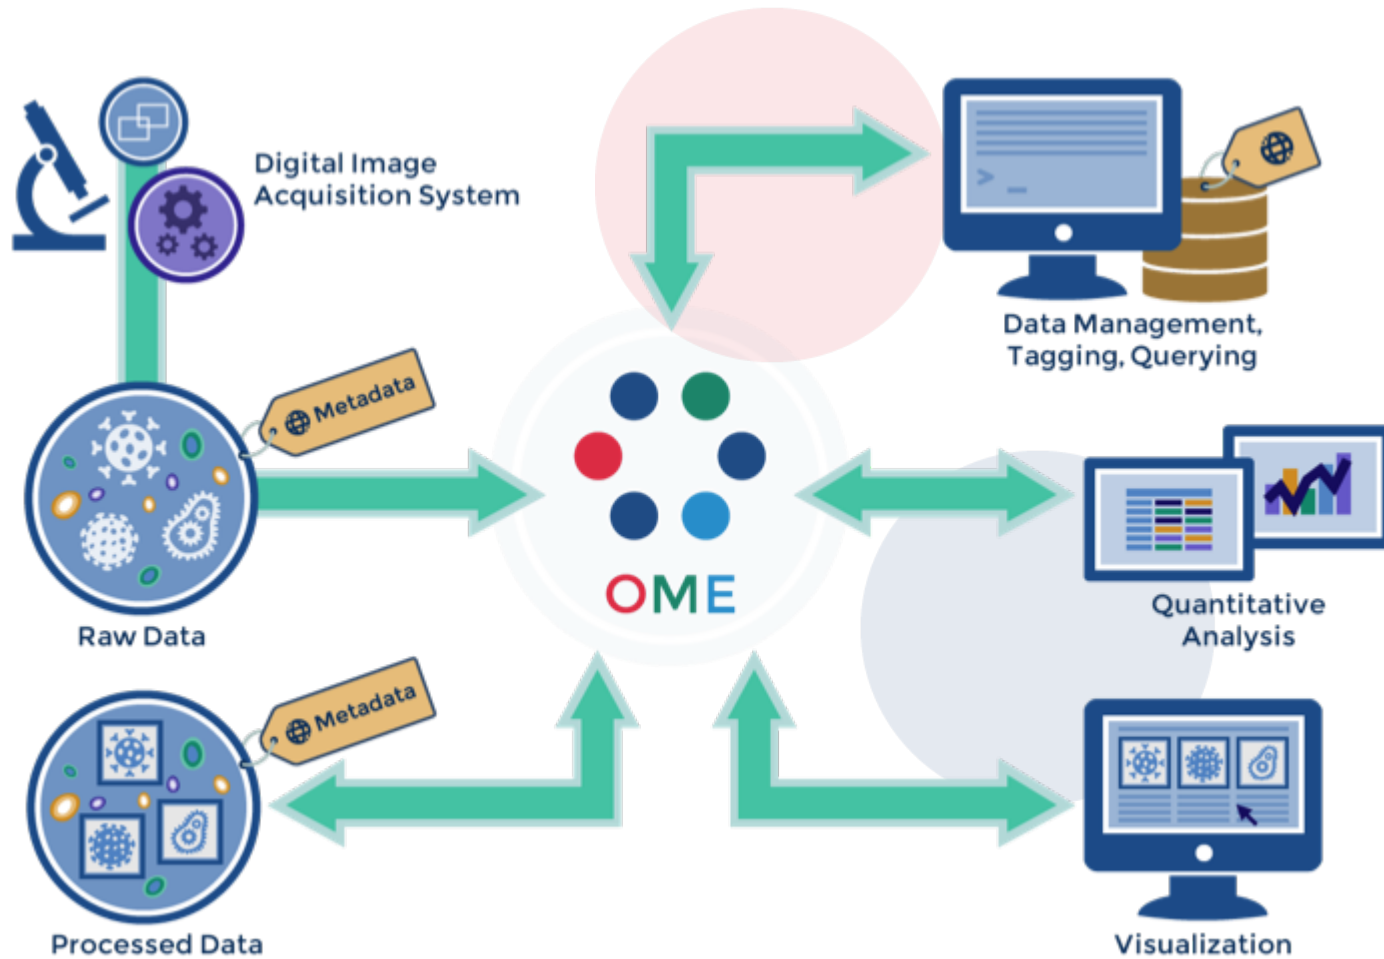 Digital Image
Acquisition System
Data Management,
Tagging, Querying
Metadata
Raw Data
OME
Quantitative
Analysis
Metadata
Processed Data
Visualization